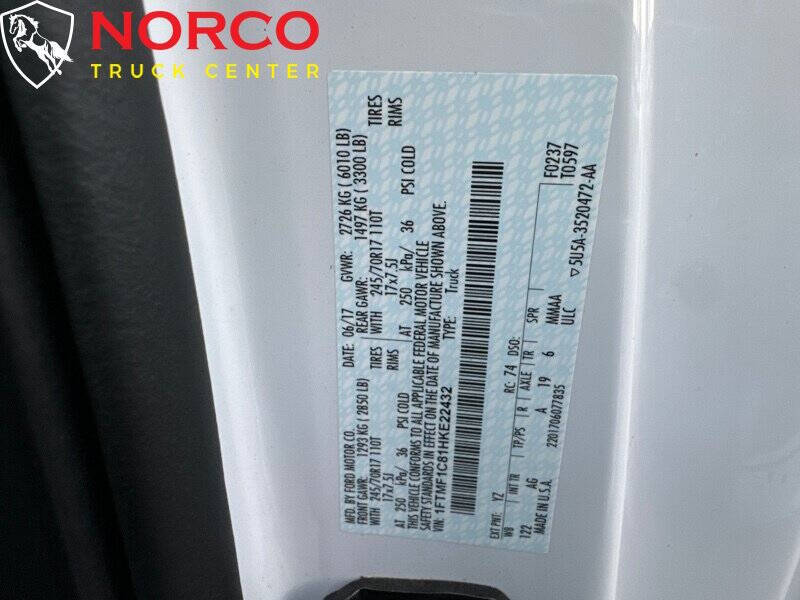 NORCO
TRUCK CENTER
MFD. BY FORD MOTOR CO.
DATE: 06/17 GVWR: 2726 KG ( 6010 LB)
FRONT GAWR: 1293 KG ( 2850 LB) REAR GAWR: 1497 KG ( 3300 LB)
WITH 245/70R17 110T TIRES WITH 245/70R17 110T TIRES
17x7.5J RIMS 17x7.5J RIMS
AT 250 kPa/ 36 PSI COLD AT 250 kPa/ 36 PSI COLD
THIS VEHICLE CONFORMS TO ALL APPLICABLE FEDERAL MOTOR VEHICLE
SAFETY STANDARDS IN EFFECT ON THE DATE OF MANUFACTURE SHOWN ABOVE.
VIN: 1FTMF1C81HKE22432 TYPE: Truck
EXT PNT: YZ RC: 74 DSO: F0237
WB INT TR TP/PS R AXLE TR SPR T0597
122 AG A 19 6 MMAA
ULC
MADE IN U.S.A. 2201706077835 ▽5U5A-3520472-AA